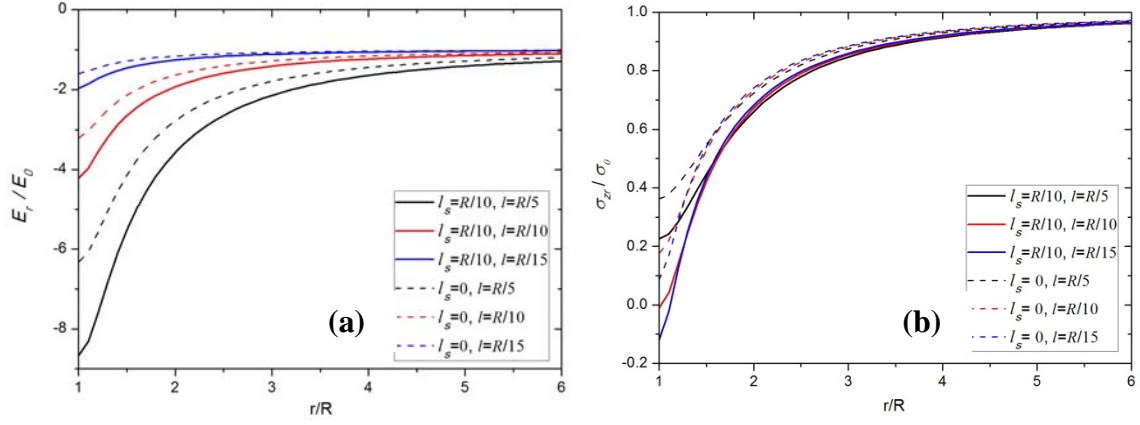 0
-2
-4
-6
-8
E_r / E_0
l_s=R/10, l=R/5
l_s=R/10, l=R/10
l_s=R/10, l=R/15
l_s=0, l=R/5
l_s=0, l=R/10
l_s=0, l=R/15
(a)
1 2 3 4 5 6
r/R
1.0
0.8
0.6
0.4
0.2
0.0
-0.2
σ_zr / σ_0
l_s=R/10, l=R/5
l_s=R/10, l=R/10
l_s=R/10, l=R/15
l_s= 0, l=R/5
l_s= 0, l=R/10
l_s= 0, l=R/15
(b)
1 2 3 4 5 6
r/R